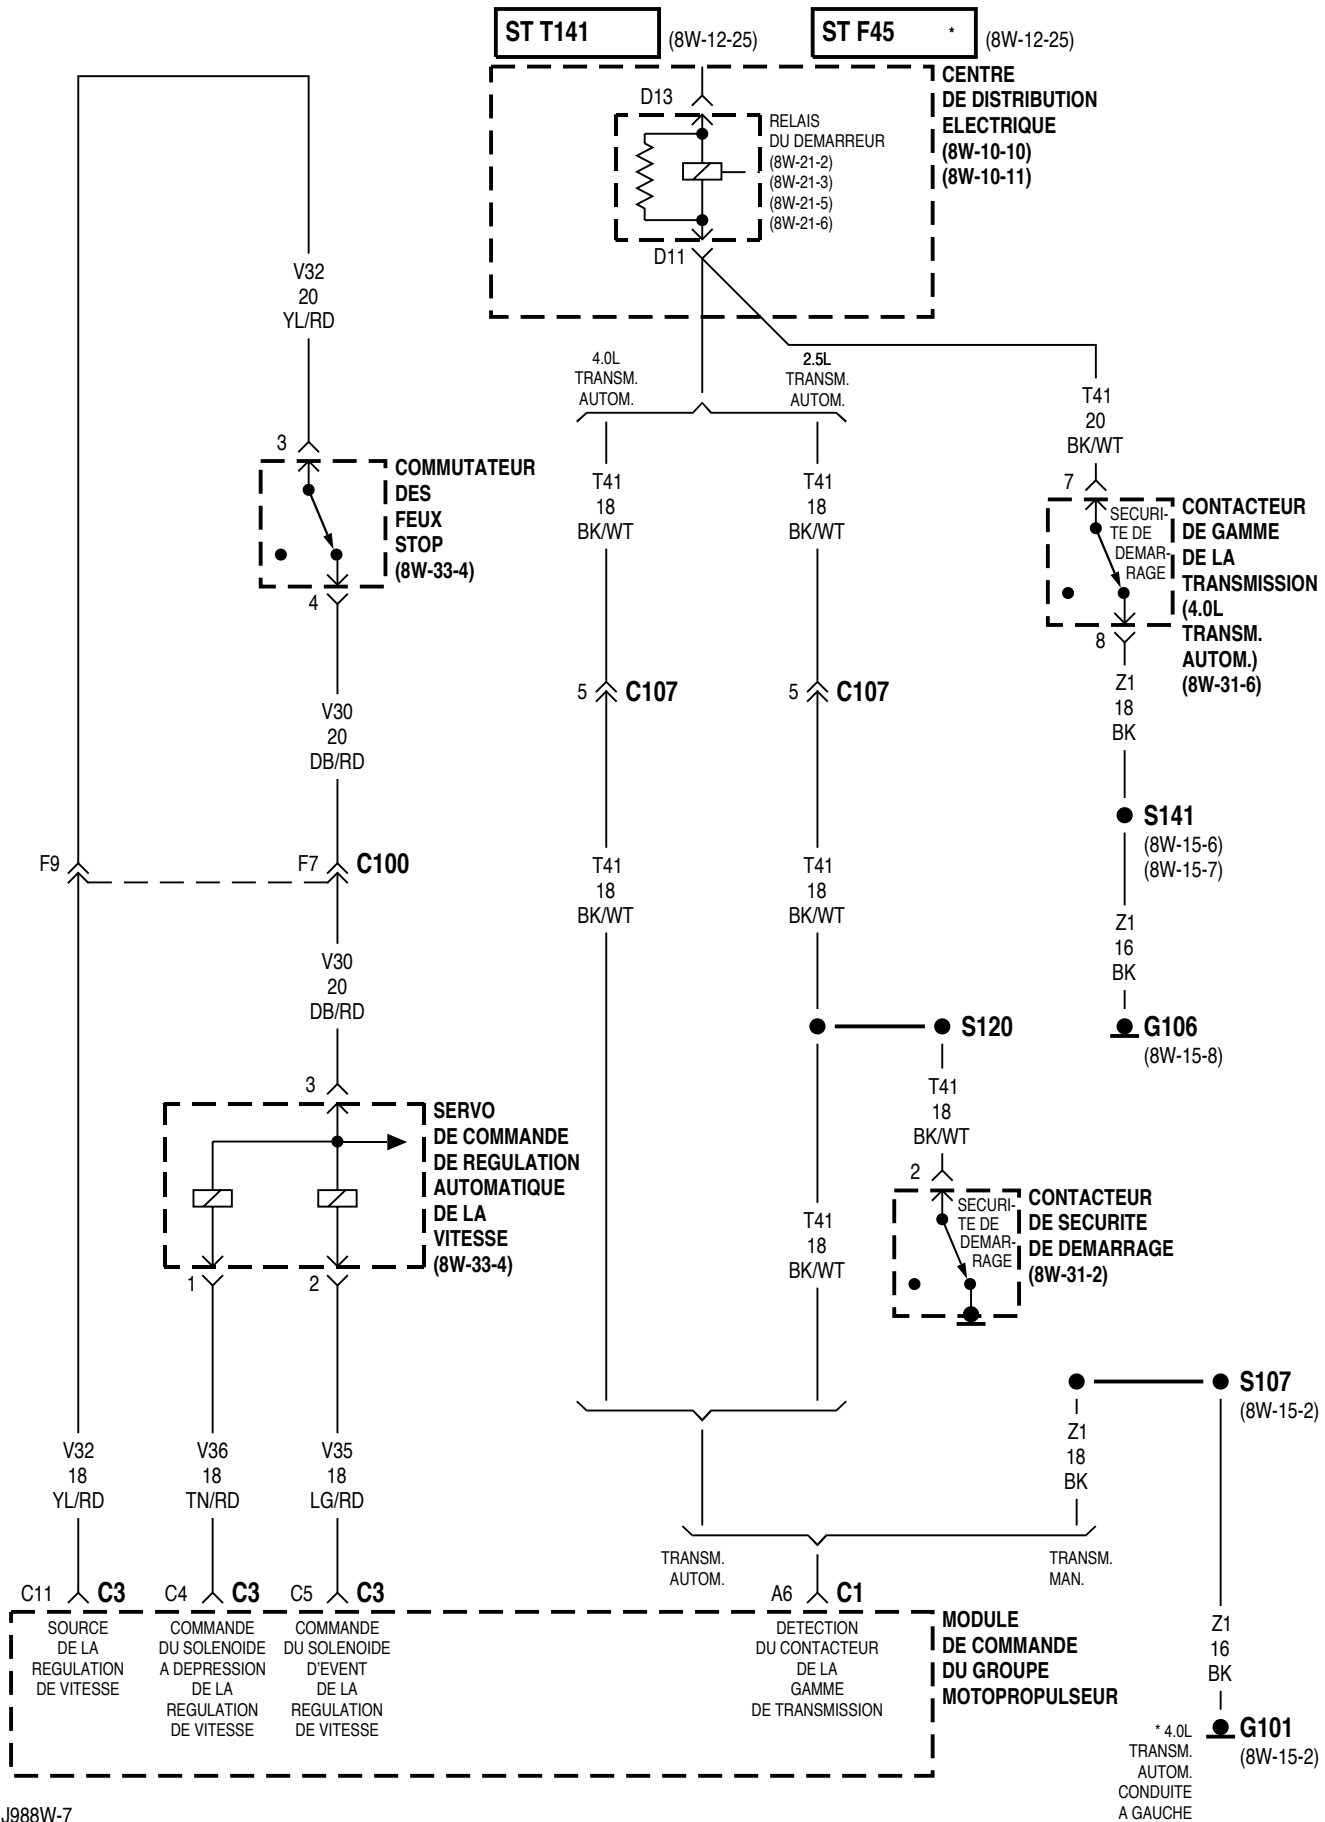 ST T141
(8W-12-25)
ST F45 *
(8W-12-25)
CENTRE
DE DISTRIBUTION
ELECTRIQUE
(8W-10-10)
(8W-10-11)
D13
RELAIS
DU DEMARREUR
(8W-21-2)
(8W-21-3)
(8W-21-5)
(8W-21-6)
D11
V32
20
YL/RD
4.0L
TRANSM.
AUTOM.
2.5L
TRANSM.
AUTOM.
T41
20
BK/WT
3
COMMUTATEUR
DES
FEUX
STOP
(8W-33-4)
4
T41
18
BK/WT
T41
18
BK/WT
7
SECURI-
TE DE
DEMAR-
RAGE
CONTACTEUR
DE GAMME
DE LA
TRANSMISSION
(4.0L
TRANSM.
AUTOM.)
(8W-31-6)
8
5
C107
5
C107
Z1
18
BK
V30
20
DB/RD
S141
(8W-15-6)
(8W-15-7)
F9
F7
C100
T41
18
BK/WT
T41
18
BK/WT
Z1
16
BK
V30
20
DB/RD
S120
G106
(8W-15-8)
3
T41
18
BK/WT
SERVO
DE COMMANDE
DE REGULATION
AUTOMATIQUE
DE LA
VITESSE
(8W-33-4)
1
2
2
SECURI-
TE DE
DEMAR-
RAGE
CONTACTEUR
DE SECURITE
DE DEMARRAGE
(8W-31-2)
T41
18
BK/WT
S107
(8W-15-2)
V32
18
YL/RD
V36
18
TN/RD
V35
18
LG/RD
Z1
18
BK
TRANSM.
AUTOM.
TRANSM.
MAN.
C11
C3
C4
C3
C5
C3
A6
C1
SOURCE
DE LA
REGULATION
DE VITESSE
COMMANDE
DU SOLENOIDE
A DEPRESSION
DE LA
REGULATION
DE VITESSE
COMMANDE
DU SOLENOIDE
D'EVENT
DE LA
REGULATION
DE VITESSE
DETECTION
DU CONTACTEUR
DE LA
GAMME
DE TRANSMISSION
MODULE
DE COMMANDE
DU GROUPE
MOTOPROPULSEUR
Z1
16
BK
G101
(8W-15-2)
* 4.0L
TRANSM.
AUTOM.
CONDUITE
A GAUCHE
J988W-7